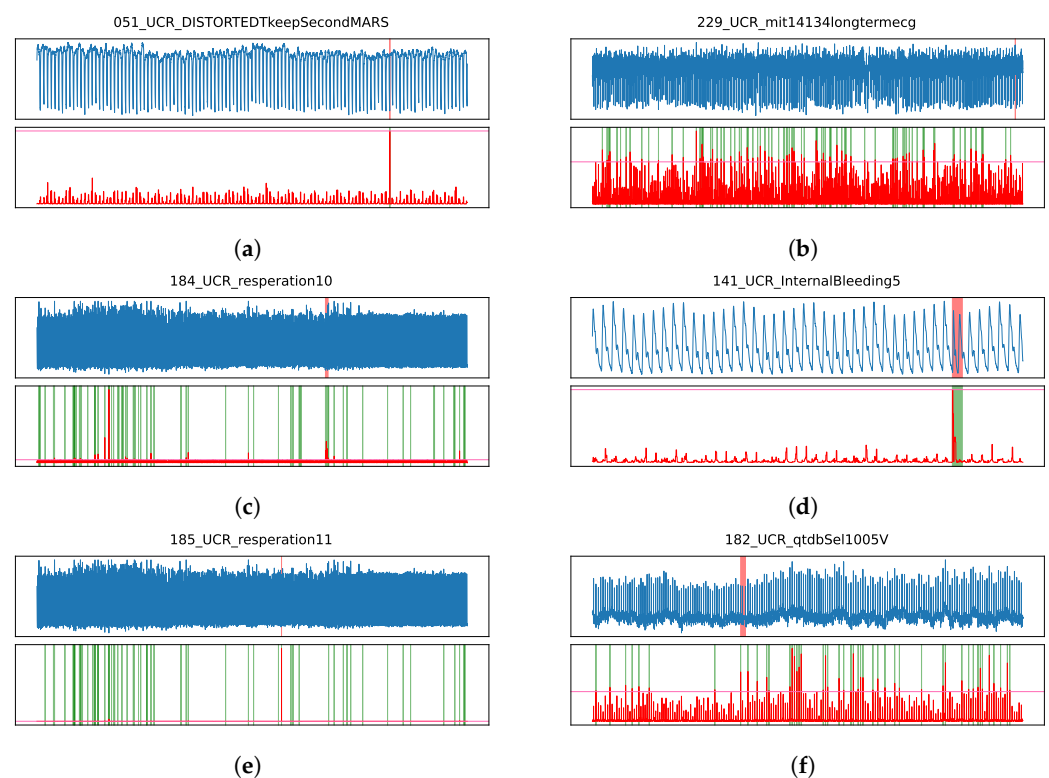 051_UCR_DISTORTEDTkeepSecondMARS
229_UCR_mit14134longtermecg
(a)
(b)
184_UCR_resperation10
141_UCR_InternalBleeding5
(c)
(d)
185_UCR_resperation11
182_UCR_qtdbSel1005V
(e)
(f)